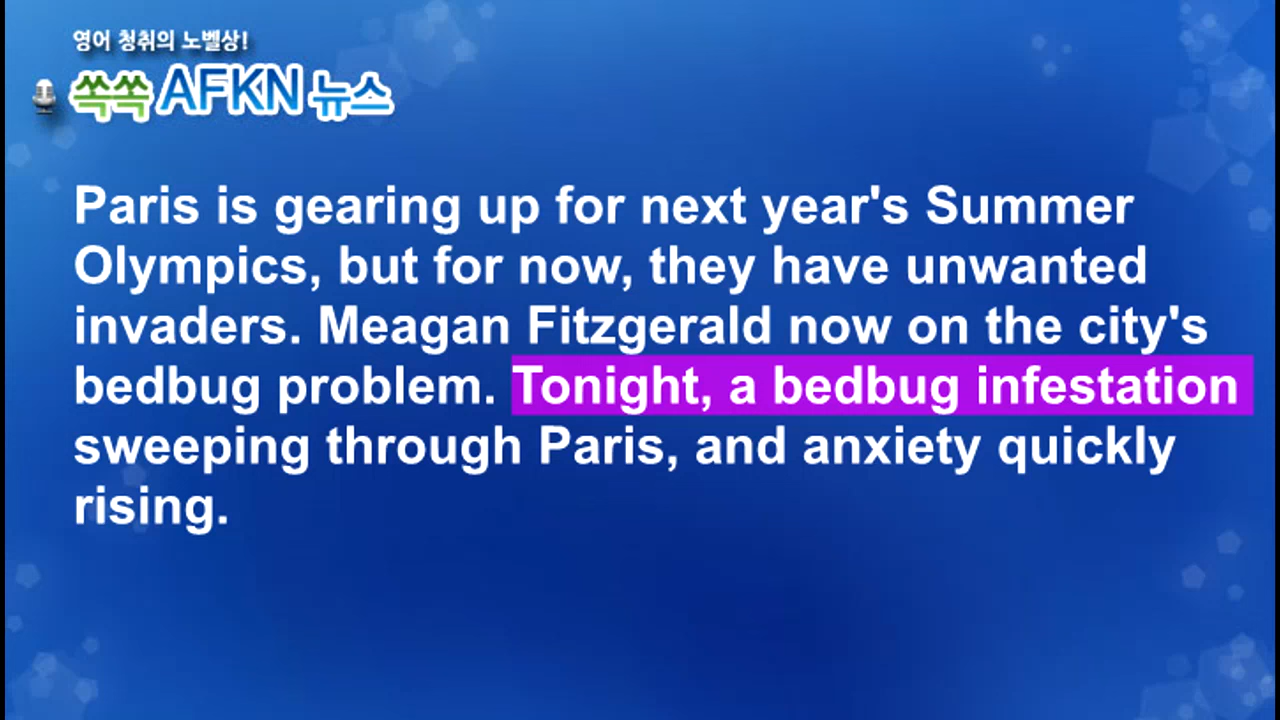 영어 청취의 노벨상!
쏙쏙 AFKN 뉴스
Paris is gearing up for next year's Summer
Olympics, but for now, they have unwanted
invaders. Meagan Fitzgerald now on the city's
bedbug problem. Tonight, a bedbug infestation
sweeping through Paris, and anxiety quickly
rising.